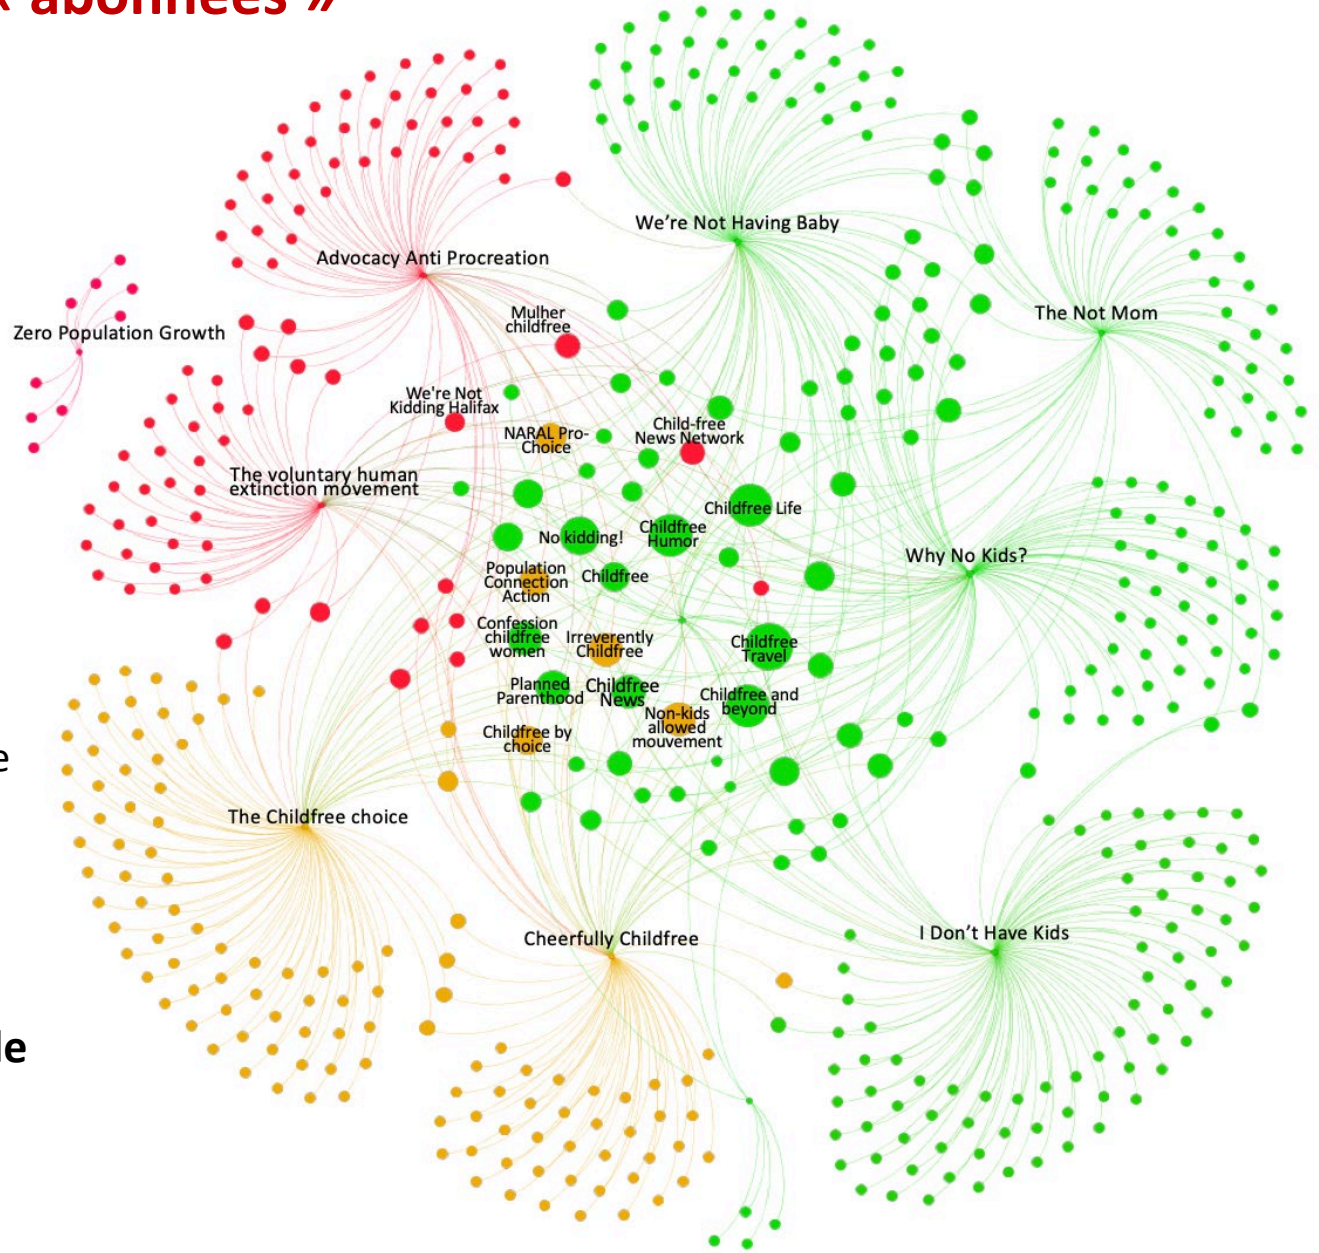 « abonnées »
We're Not Having Baby
Advocacy Anti Procreation
Mulher
childfree
The Not Mom
Zero Population Growth
We're Not
Kidding Halifax
NARAL Pro-
Choice
Child-free
News Network
The voluntary human
extinction movement
Childfree Life
No kidding!
Childfree
Humor
Why No Kids?
Population
Connection
Action
Childfree
Confession
childfree
women
Irreverently
Childfree
Childfree
Travel
Planned
Parenthood
Childfree
News
Childfree and
beyond
Non-kids
allowed
mouvement
Childfree by
choice
e
The Childfree choice
Cheerfully Childfree
I Don't Have Kids
le